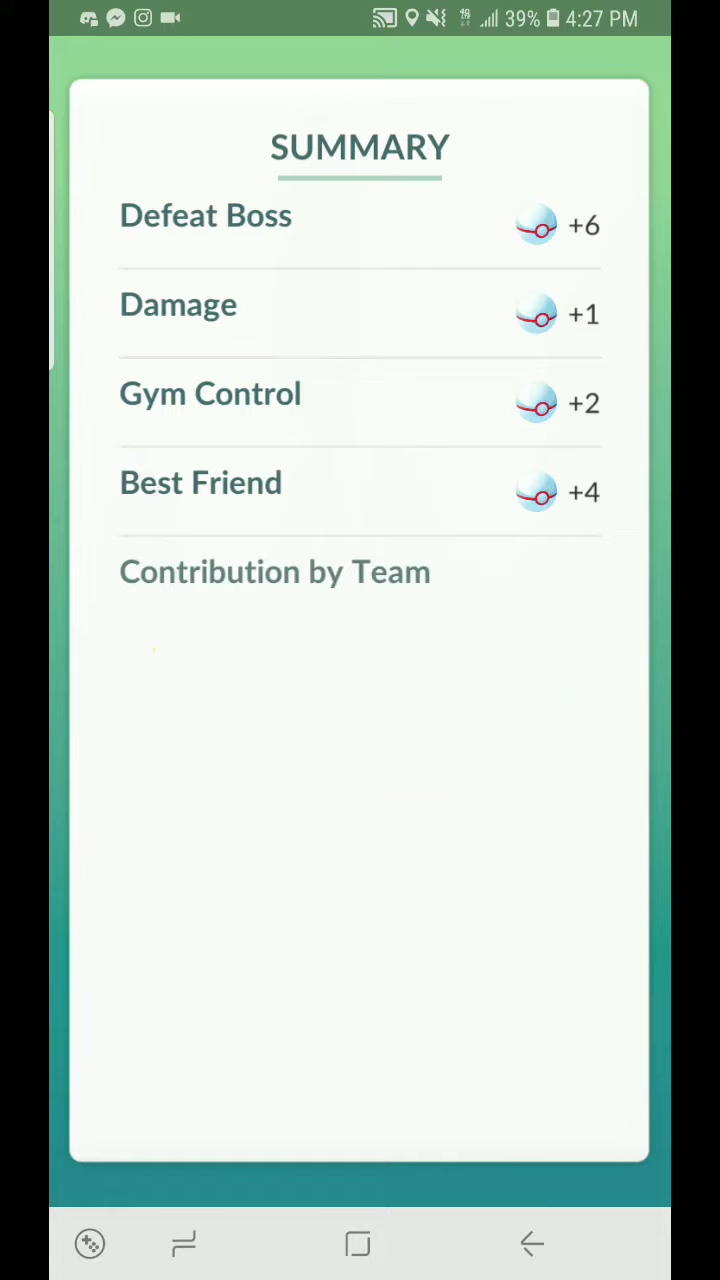 39% 4:27 PM
SUMMARY
Defeat Boss +6
Damage +1
Gym Control +2
Best Friend +4
Contribution by Team